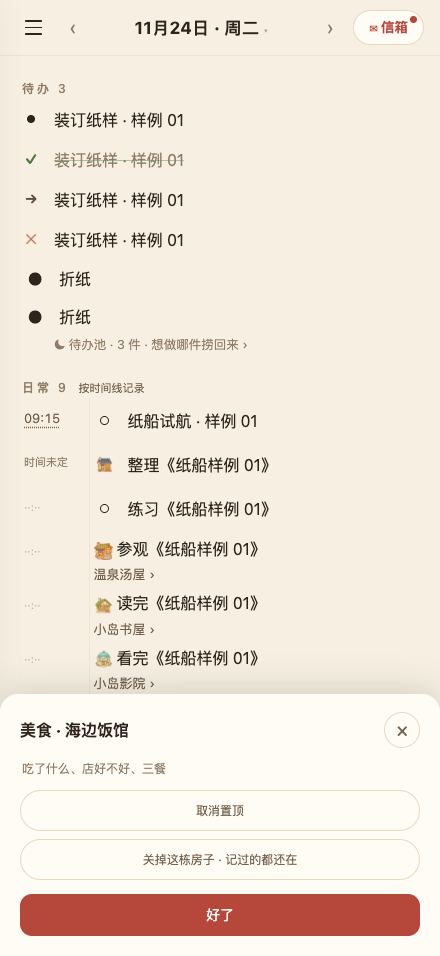 11月24日 · 周二
信箱
待办 3
装订纸样 · 样例 01
装订纸样 · 样例 01
装订纸样 · 样例 01
装订纸样 · 样例 01
折纸
折纸
待办池 · 3 件 · 想做哪件捞回来 ›
日常 9 按时间线记录
09:15 纸船试航 · 样例 01
时间未定 整理《纸船样例 01》
--:-- 练习《纸船样例 01》
--:-- 参观《纸船样例 01》
温泉汤屋 ›
--:-- 读完《纸船样例 01》
小岛书屋 ›
--:-- 看完《纸船样例 01》
小岛影院 ›
美食 · 海边饭馆
吃了什么、店好不好、三餐
取消置顶
关掉这栋房子 · 记过的都还在
好了